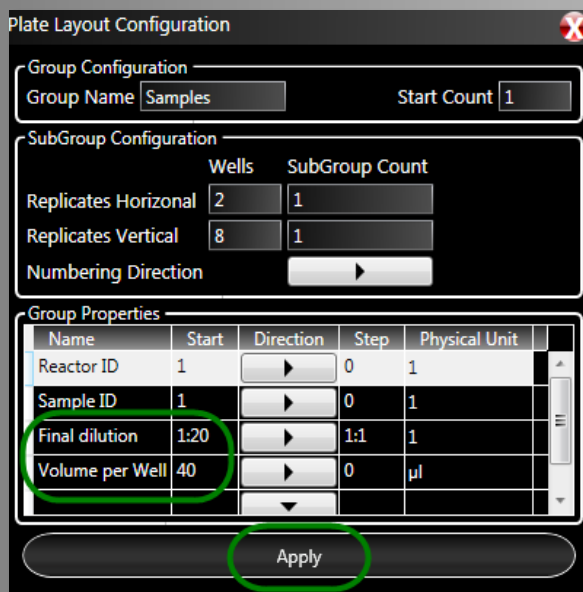 Plate Layout Configuration
Group Configuration
Group Name Samples Start Count 1
SubGroup Configuration
Wells SubGroup Count
Replicates Horizonal 2 1
Replicates Vertical 8 1
Numbering Direction
Group Properties
Name Start Direction Step Physical Unit
Reactor ID 1 0 1
Sample ID 1 0 1
Final dilution 1:20 1:1 1
Volume per Well 40 0 µl
Apply